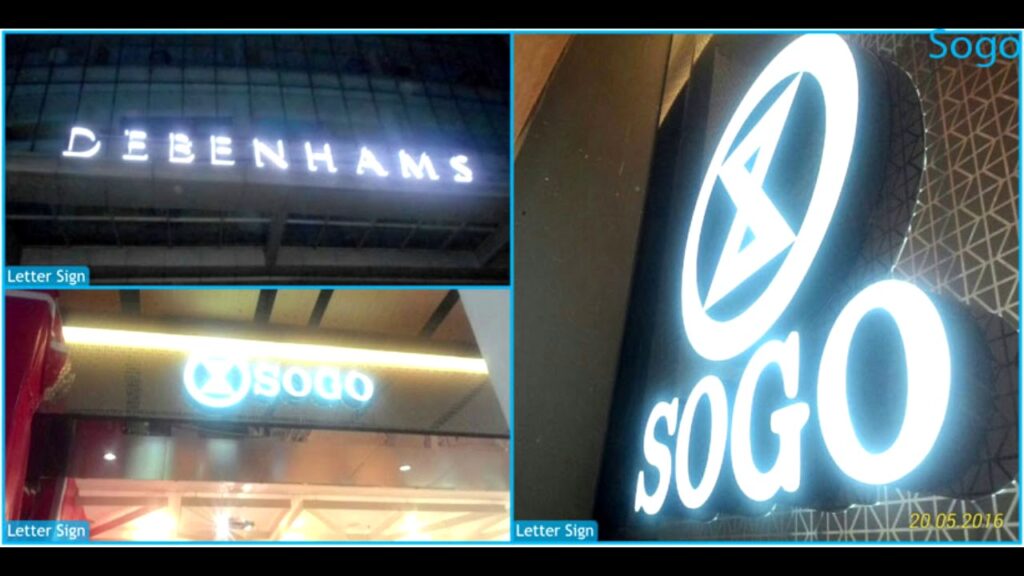 Sogo
DEBENHAMS
Letter Sign
SOGO
Letter Sign
SOGO
20.05.2016
Letter Sign